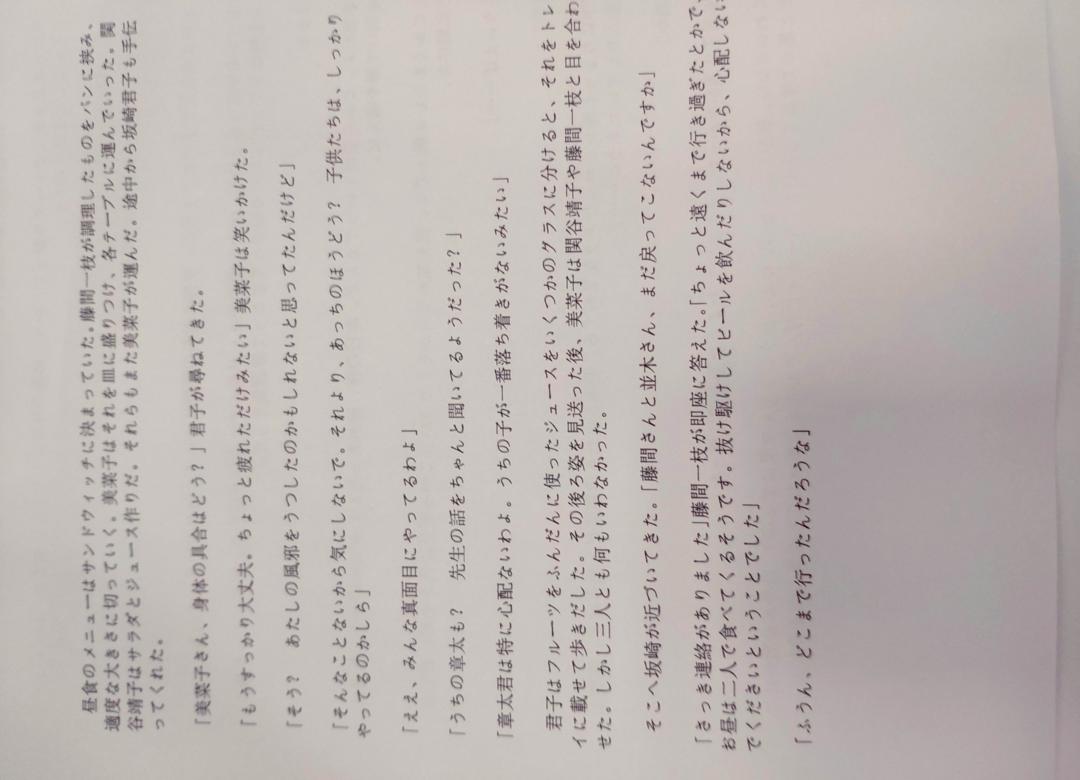 昼食のメニューはサンドウィッチに決まっていた。藤間一枝が調理したものをパンに挟み、
適度な大きさに切っていく。美菜子はそれを皿に盛りつけ、各テーブルに運んでいった。関
谷靖子はサラダとジュース作りだ。それらもまた美菜子が運んだ。途中から坂崎君子も手伝
ってくれた。
「美菜子さん、身体の具合はどう？」君子が尋ねてきた。
「もうすっかり大丈夫。ちょっと疲れただけみたい」美菜子は笑いかけた。
「そう？　あたしの風邪をうつしたのかもしれないと思ってたんだけど」
「そんなことないから気にしないで。それより、あっちのほうどう？　子供たちは、しっかり
やってるのかしら」
「ええ、みんな真面目にやってるわよ」
「うちの章太も？　先生の話をちゃんと聞いてるようだった？」
「章太君は特に心配ないわよ。うちの子が一番落ち着きがないみたい」
君子はフルーツをふんだんに使ったジュースをいくつかのグラスに分けると、それをトレ
イに載せて歩きだした。その後ろ姿を見送った後、美菜子は関谷靖子や藤間一枝と目を合わ
せた。しかし三人とも何もいわなかった。
そこへ坂崎が近づいてきた。「藤間さんと並木さん、まだ戻ってこないんですか」
「さっき連絡がありました」藤間一枝が即座に答えた。「ちょっと遠くまで行き過ぎたとかで、
お昼は二人で食べてくるそうです。抜け駆けしてビールを飲んだりしないから、心配しない
でくださいということでした」
「ふうん、どこまで行ったんだろうな」